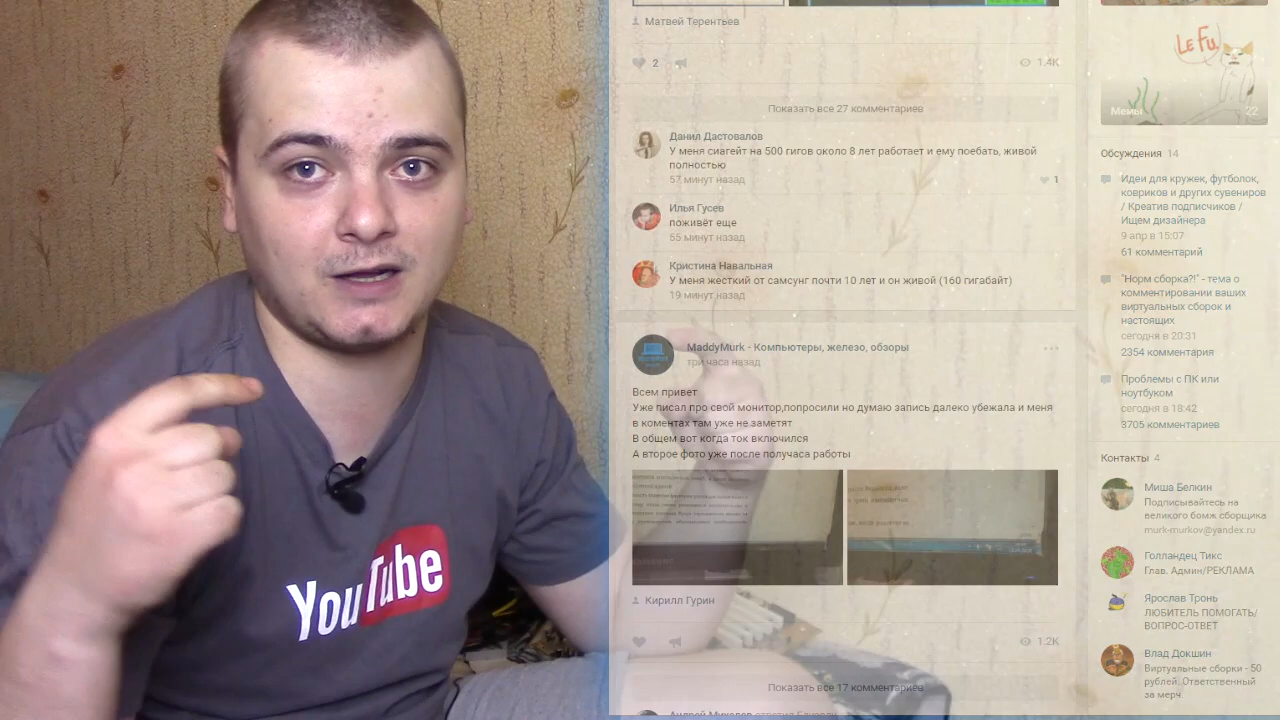 YouTube
Матвей Терентьев
2
1.4K
Показать все 27 комментариев
Данил Дастовалов
У меня сиагейт на 500 гигов около 8 лет работает и ему поебать, живой
полностью
57 минут назад
1
Илья Гусев
поживёт еще
55 минут назад
Кристина Навальная
У меня жесткий от самсунг почти 10 лет и он живой (160 гигабайт)
19 минут назад
MaddyMurk - Компьютеры, железо, обзоры
три часа назад
Всем привет
Уже писал про свой монитор,попросили но думаю запись далеко убежала и меня
в коментах там уже не заметят
В общем вот когда ток включился
А второе фото уже после получаса работы
Кирилл Гурин
1.2K
Показать все 17 комментариев
LeFu
Мемы
22
Обсуждения 14
Идеи для кружек, футболок,
ковриков и других сувениров
/ Креатив подписчиков /
Ищем дизайнера
9 апр в 15:07
61 комментарий
"Норм сборка?!" - тема о
комментировании ваших
виртуальных сборок и
настоящих
сегодня в 20:31
2354 комментария
Проблемы с ПК или
ноутбуком
сегодня в 18:42
3705 комментариев
Контакты 4
Миша Белкин
Подписывайтесь на
великого бомж сборщика
murk-murkov@yandex.ru
Голландец Тикс
Глав. Админ/РЕКЛАМА
Ярослав Тронь
ЛЮБИТЕЛЬ ПОМОГАТЬ/
ВОПРОС-ОТВЕТ
Влад Докшин
Виртуальные сборки - 50
рублей. Ответственный
за мерч.